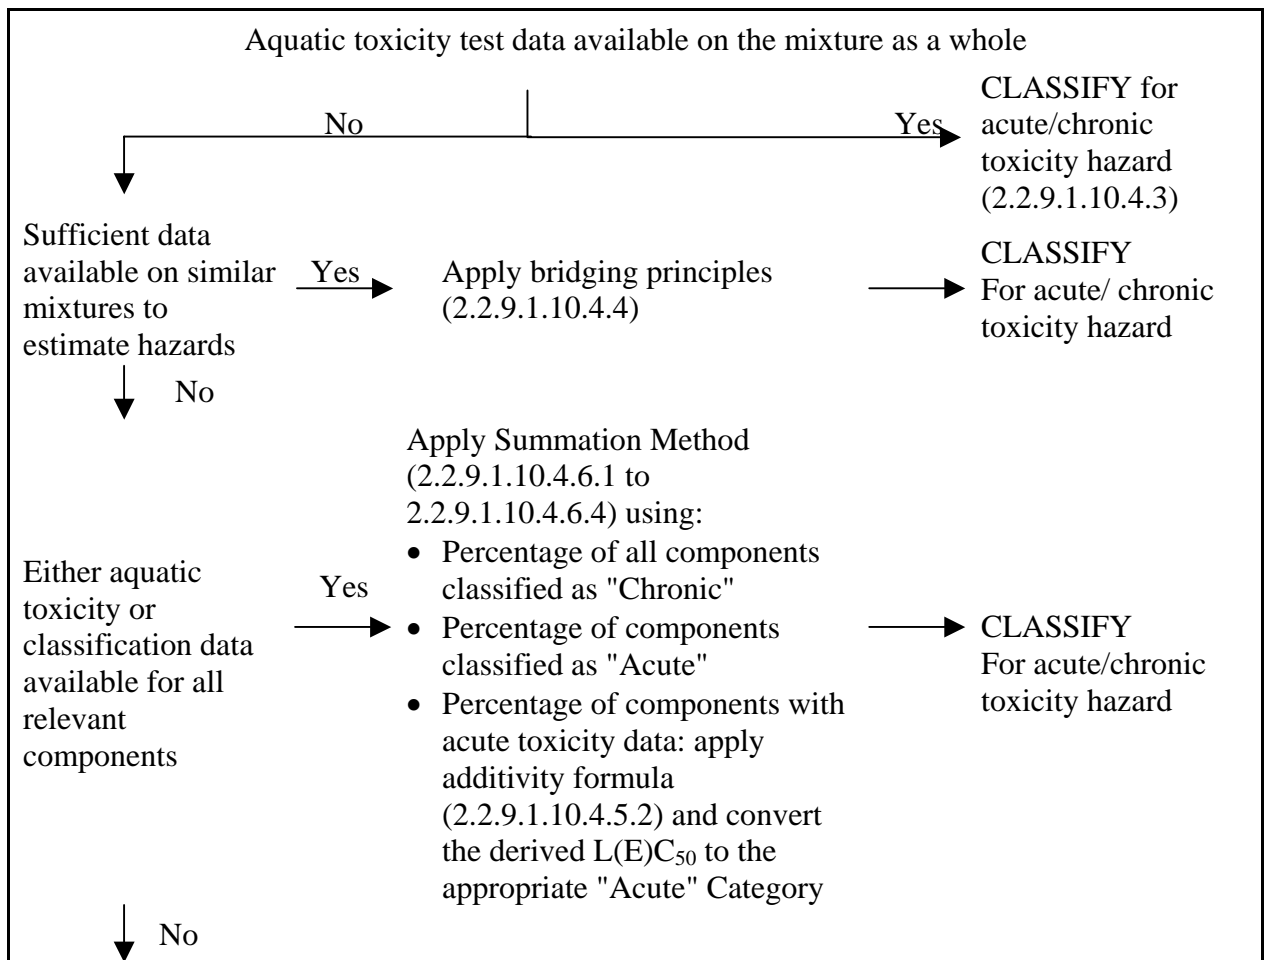 Aquatic toxicity test data available on the mixture as a whole
No
Yes
CLASSIFY for
acute/chronic
toxicity hazard
(2.2.9.1.10.4.3)
Sufficient data
available on similar
mixtures to
estimate hazards
Yes
Apply bridging principles
(2.2.9.1.10.4.4)
CLASSIFY
For acute/ chronic
toxicity hazard
No
Either aquatic
toxicity or
classification data
available for all
relevant
components
Yes
Apply Summation Method
(2.2.9.1.10.4.6.1 to
2.2.9.1.10.4.6.4) using:
• Percentage of all components
classified as "Chronic"
• Percentage of components
classified as "Acute"
• Percentage of components with
acute toxicity data: apply
additivity formula
(2.2.9.1.10.4.5.2) and convert
the derived L(E)C₅₀ to the
appropriate "Acute" Category
CLASSIFY
For acute/chronic
toxicity hazard
No